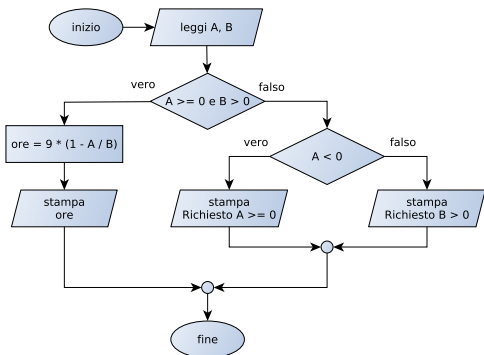 inizio
leggi A, B
vero
falso
A >= 0 e B > 0
ore = 9 * (1 - A / B)
vero
falso
A < 0
stampa
ore
stampa
Richiesto A >= 0
stampa
Richiesto B > 0
fine